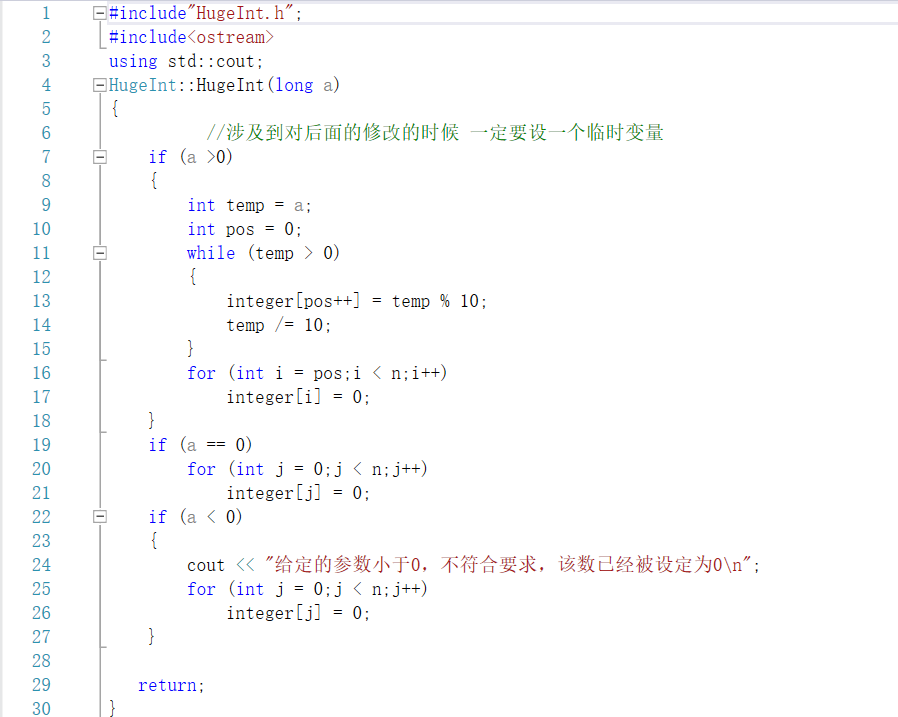 1 #include"HugeInt.h";
2 #include<ostream>
3 using std::cout;
4 HugeInt::HugeInt(long a)
5 {
6 //涉及到对后面的修改的时候 一定要设一个临时变量
7 if (a >0)
8 {
9 int temp = a;
10 int pos = 0;
11 while (temp > 0)
12 {
13 integer[pos++] = temp % 10;
14 temp /= 10;
15 }
16 for (int i = pos;i < n;i++)
17 integer[i] = 0;
18 }
19 if (a == 0)
20 for (int j = 0;j < n;j++)
21 integer[j] = 0;
22 if (a < 0)
23 {
24 cout << "给定的参数小于0，不符合要求，该数已经被设定为0\n";
25 for (int j = 0;j < n;j++)
26 integer[j] = 0;
27 }
28
29 return;
30 }